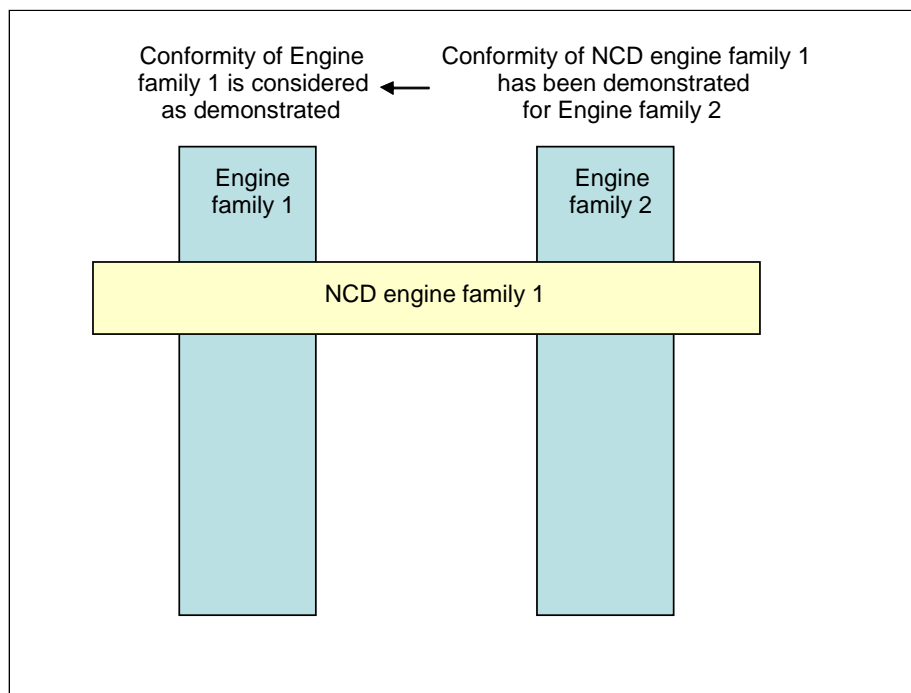 Conformity of Engine
family 1 is considered
as demonstrated
Conformity of NCD engine family 1
has been demonstrated
for Engine family 2
Engine
family 1
Engine
family 2
NCD engine family 1